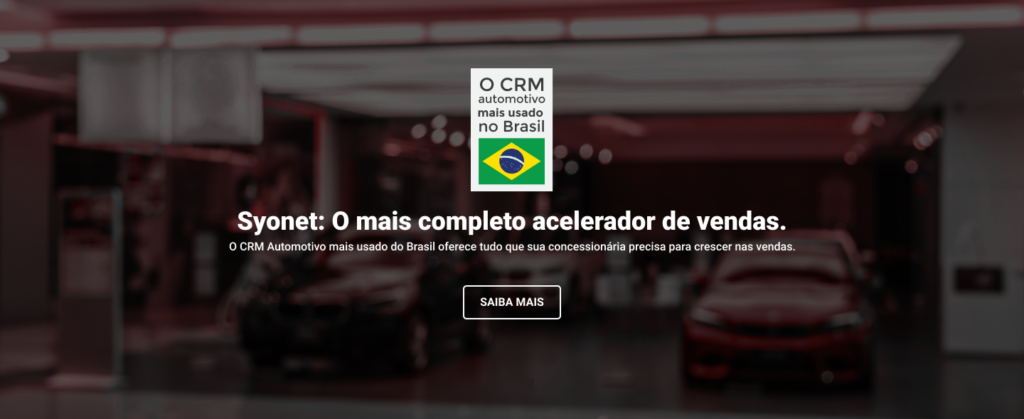 O CRM
automotivo
mais usado
no Brasil
Syonet: O mais completo acelerador de vendas.
O CRM Automotivo mais usado do Brasil oferece tudo que sua concessionária precisa para crescer nas vendas.
SAIBA MAIS